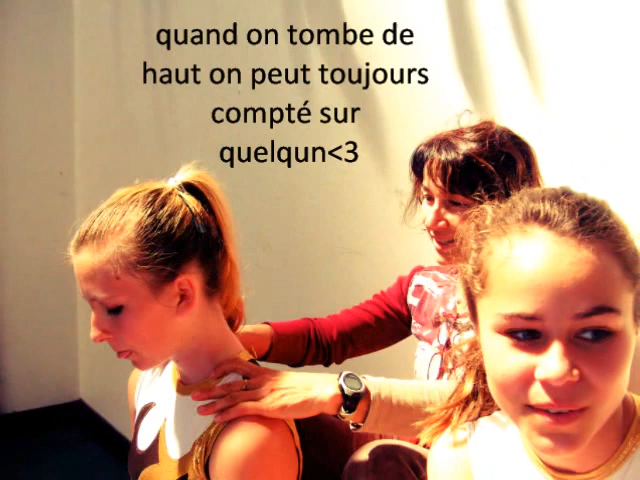 quand on tombe de
haut on peut toujours
compté sur
quelqun<3